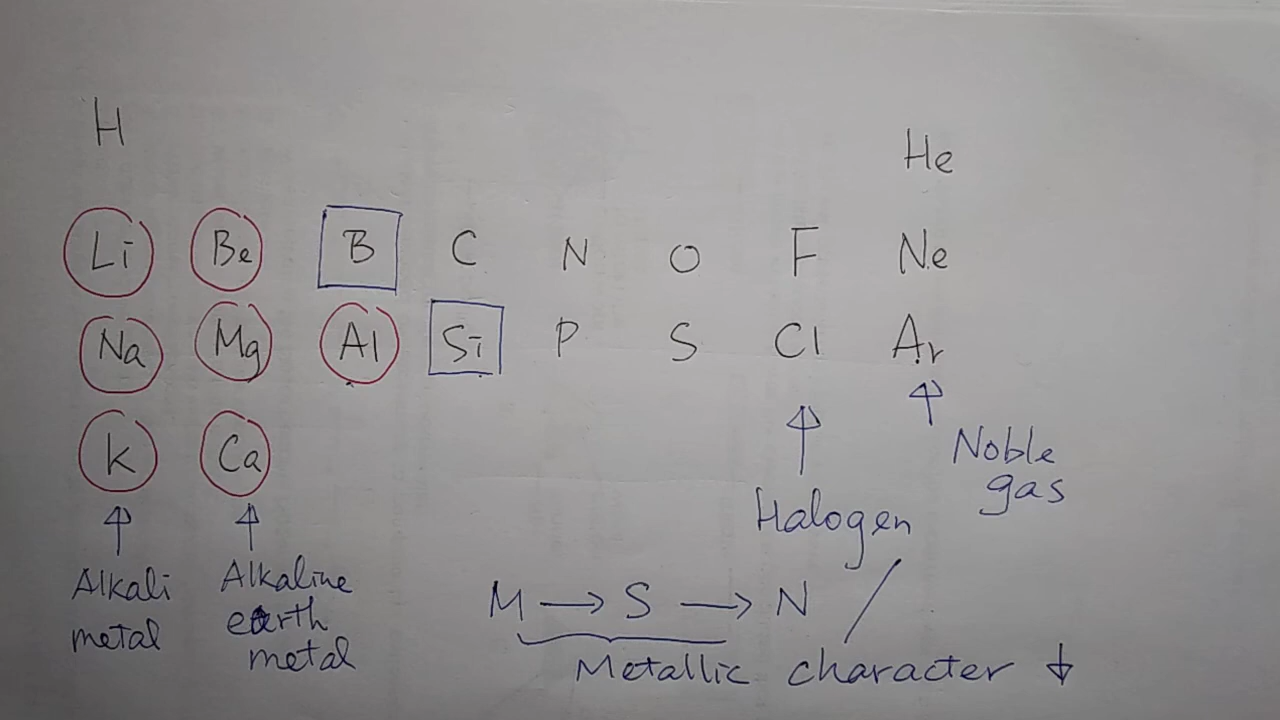 H He
Li Be B C N O F Ne
Na Mg Al Si P S Cl Ar
K Ca
Alkali
metal
Alkaline
earth
metal
Halogen
Noble
gas
M → S → N /
Metallic character ↓